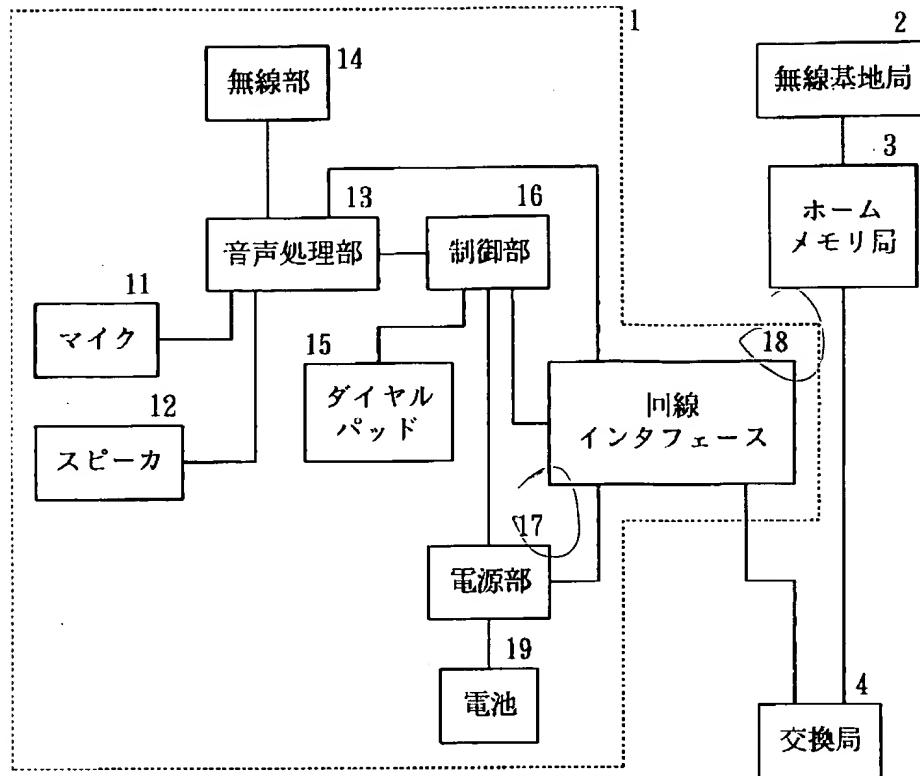 1
2
14
無線部
無線基地局
3
13
16
ホーム
メモリ局
音声処理部
制御部
11
マイク
15
18
ダイヤル
パッド
回線
インタフェース
12
スピーカ
17
電源部
19
電池
4
交換局